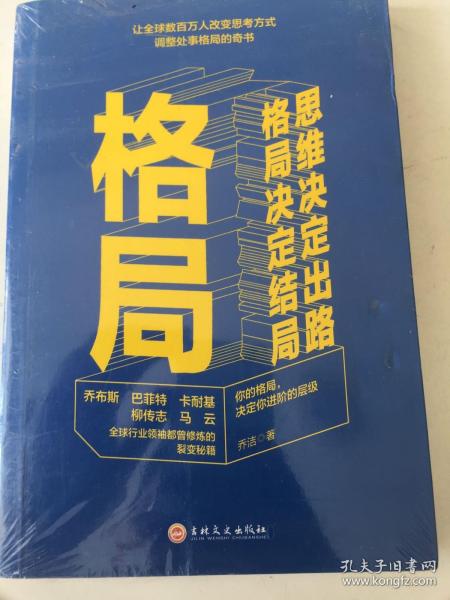 让全球数百万人改变思考方式
调整处事格局的奇书
格局
思维决定出路
格局决定结局
乔布斯 巴菲特 卡耐基
柳传志 马云
全球行业领袖都曾修炼的
裂变秘籍
你的格局,
决定你进阶的层级
乔洁◎著
吉林文史出版社
JILIN WENSHI CHUBANSHE
孔夫子旧书网
www.kongfz.com